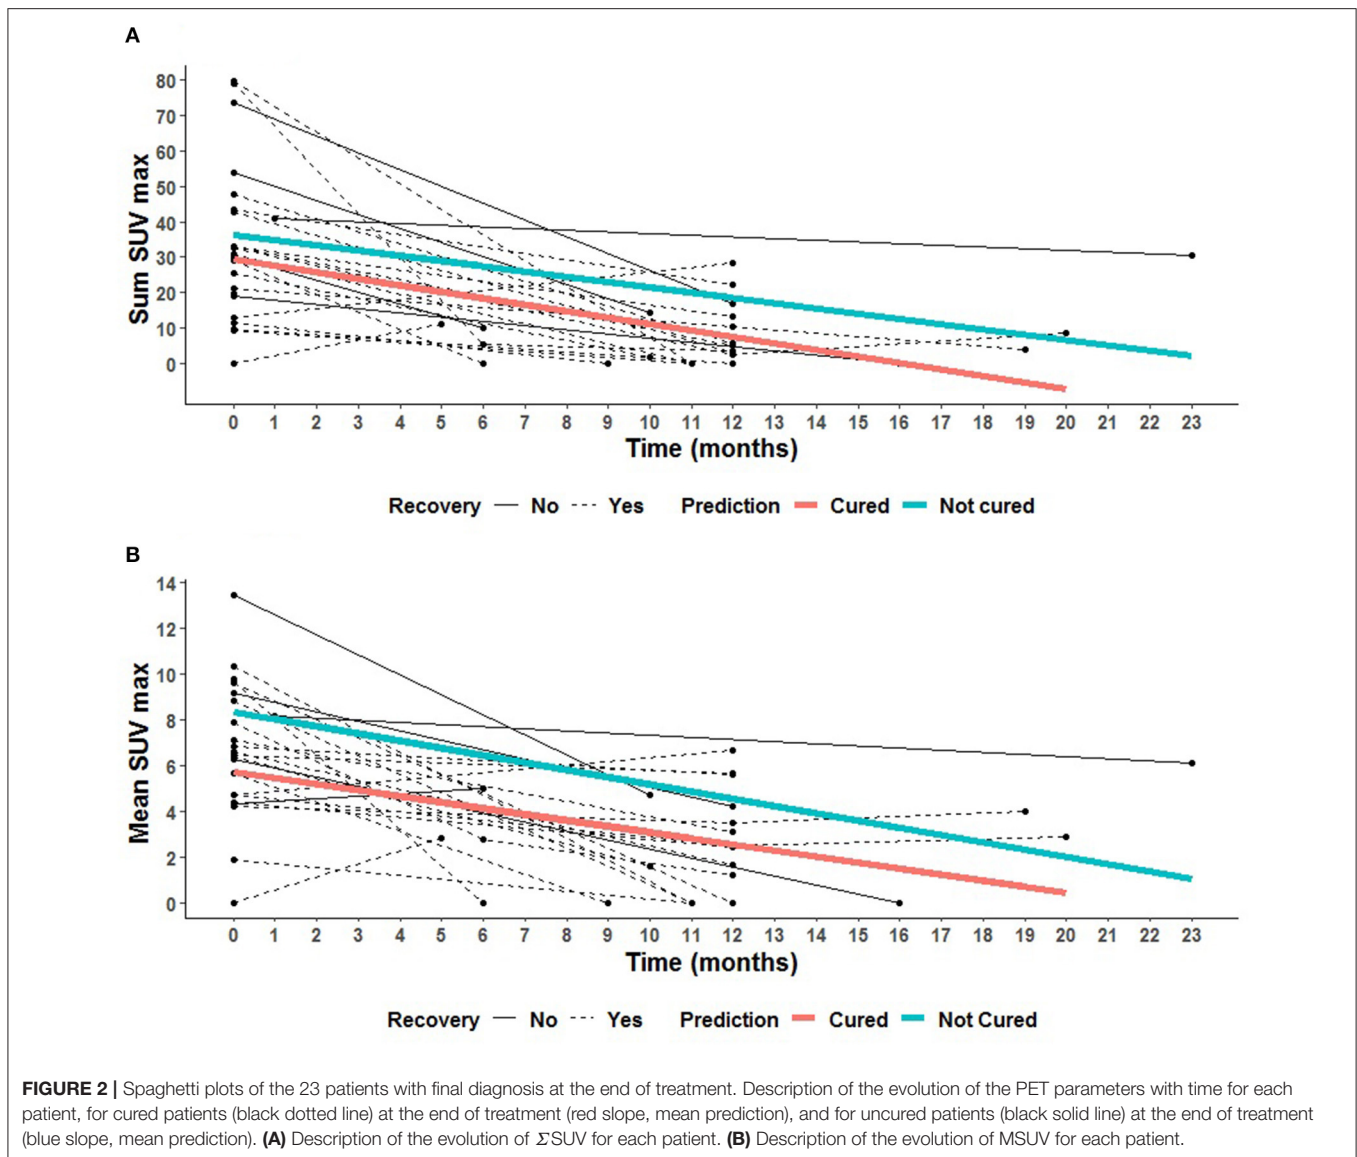 A
80
70
60
50
40
30
20
10
0
Sum SUV max
0 1 2 3 4 5 6 7 8 9 10 11 12 13 14 15 16 17 18 19 20 21 22 23
Time (months)
Recovery No Yes Prediction Cured Not cured
B
14
12
10
8
6
4
2
0
Mean SUV max
0 1 2 3 4 5 6 7 8 9 10 11 12 13 14 15 16 17 18 19 20 21 22 23
Time (months)
Recovery No Yes Prediction Cured Not Cured
FIGURE 2 | Spaghetti plots of the 23 patients with final diagnosis at the end of treatment. Description of the evolution of the PET parameters with time for each
patient, for cured patients (black dotted line) at the end of treatment (red slope, mean prediction), and for uncured patients (black solid line) at the end of treatment
(blue slope, mean prediction). (A) Description of the evolution of ΣSUV for each patient. (B) Description of the evolution of MSUV for each patient.